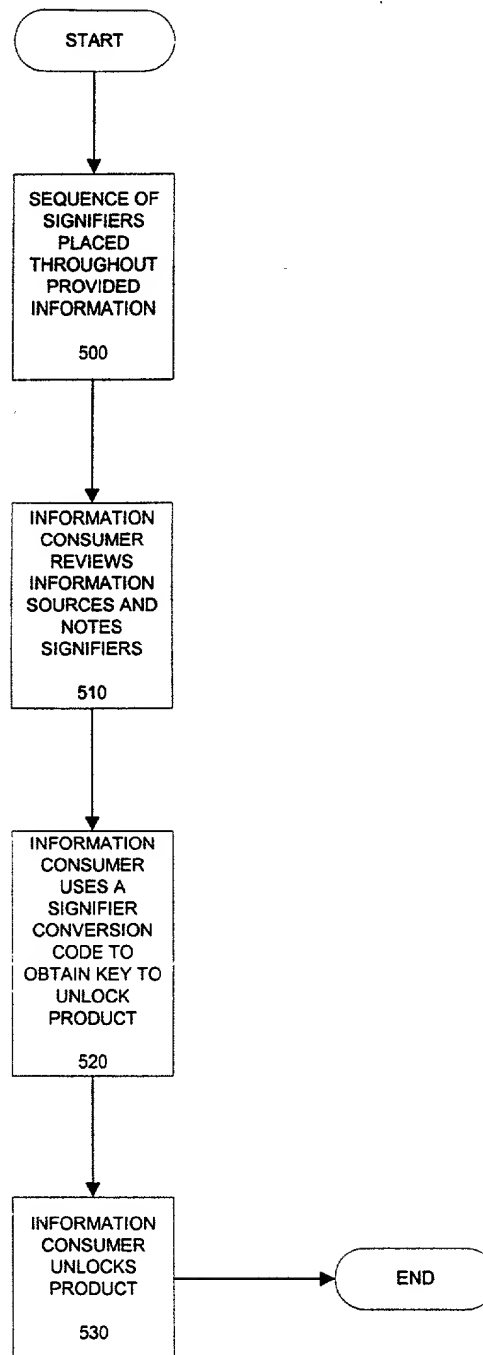 START
SEQUENCE OF
SIGNIFIERS
PLACED
THROUGHOUT
PROVIDED
INFORMATION
500
INFORMATION
CONSUMER
REVIEWS
INFORMATION
SOURCES AND
NOTES
SIGNIFIERS
510
INFORMATION
CONSUMER
USES A
SIGNIFIER
CONVERSION
CODE TO
OBTAIN KEY TO
UNLOCK
PRODUCT
520
INFORMATION
CONSUMER
UNLOCKS
PRODUCT
530
END